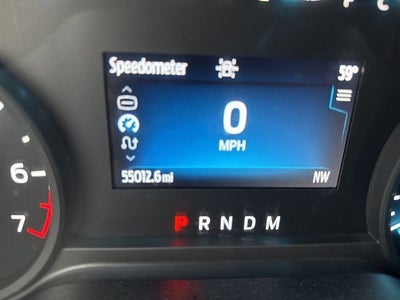 Speedometer 59°
0
MPH
55012.6 mi NW
P R N D M
6
7